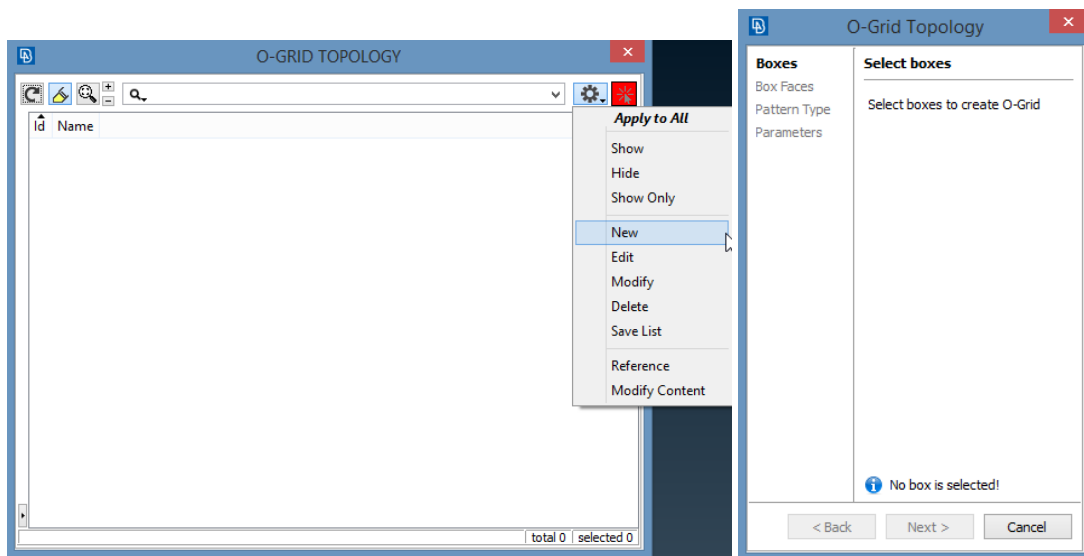 O-GRID TOPOLOGY
Id Name
Apply to All
Show
Hide
Show Only
New
Edit
Modify
Delete
Save List
Reference
Modify Content
total 0 selected 0
O-Grid Topology
Boxes
Box Faces
Pattern Type
Parameters
Select boxes
Select boxes to create O-Grid
No box is selected!
< Back Next > Cancel